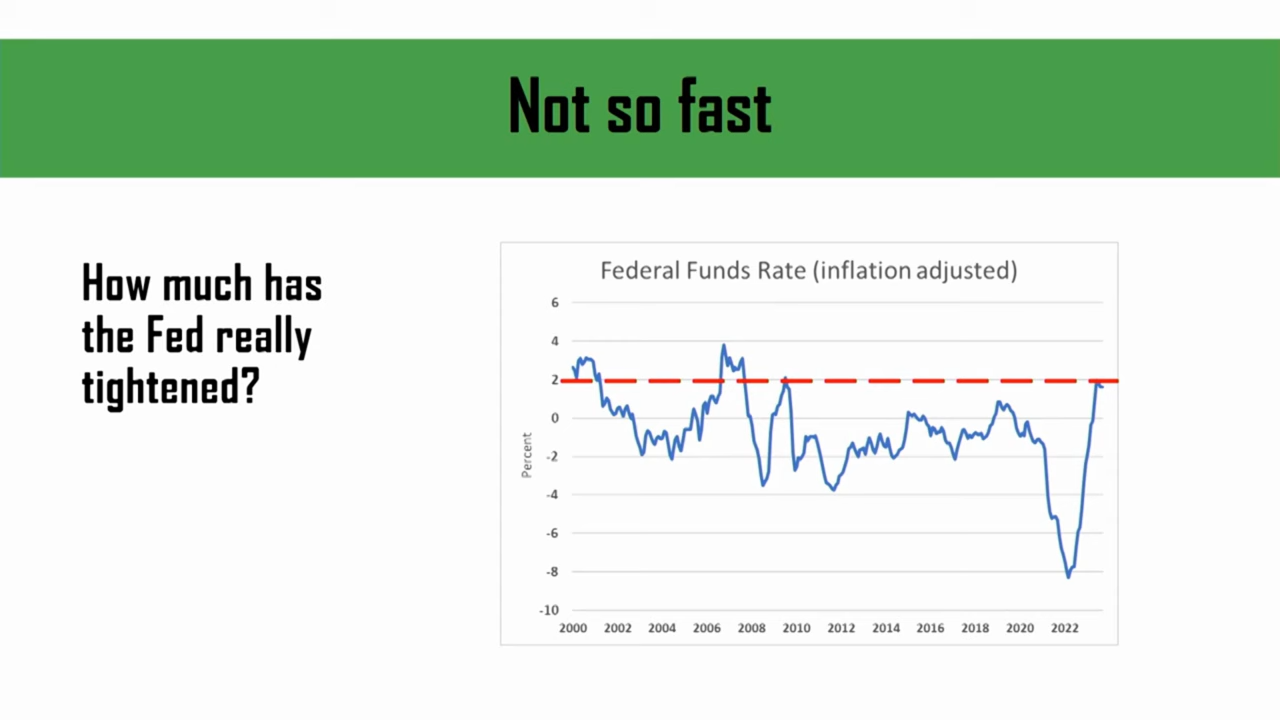 Not so fast
How much has
the Fed really
tightened?
Federal Funds Rate (inflation adjusted)
6
4
2
0
-2
-4
-6
-8
-10
Percent
2000 2002 2004 2006 2008 2010 2012 2014 2016 2018 2020 2022